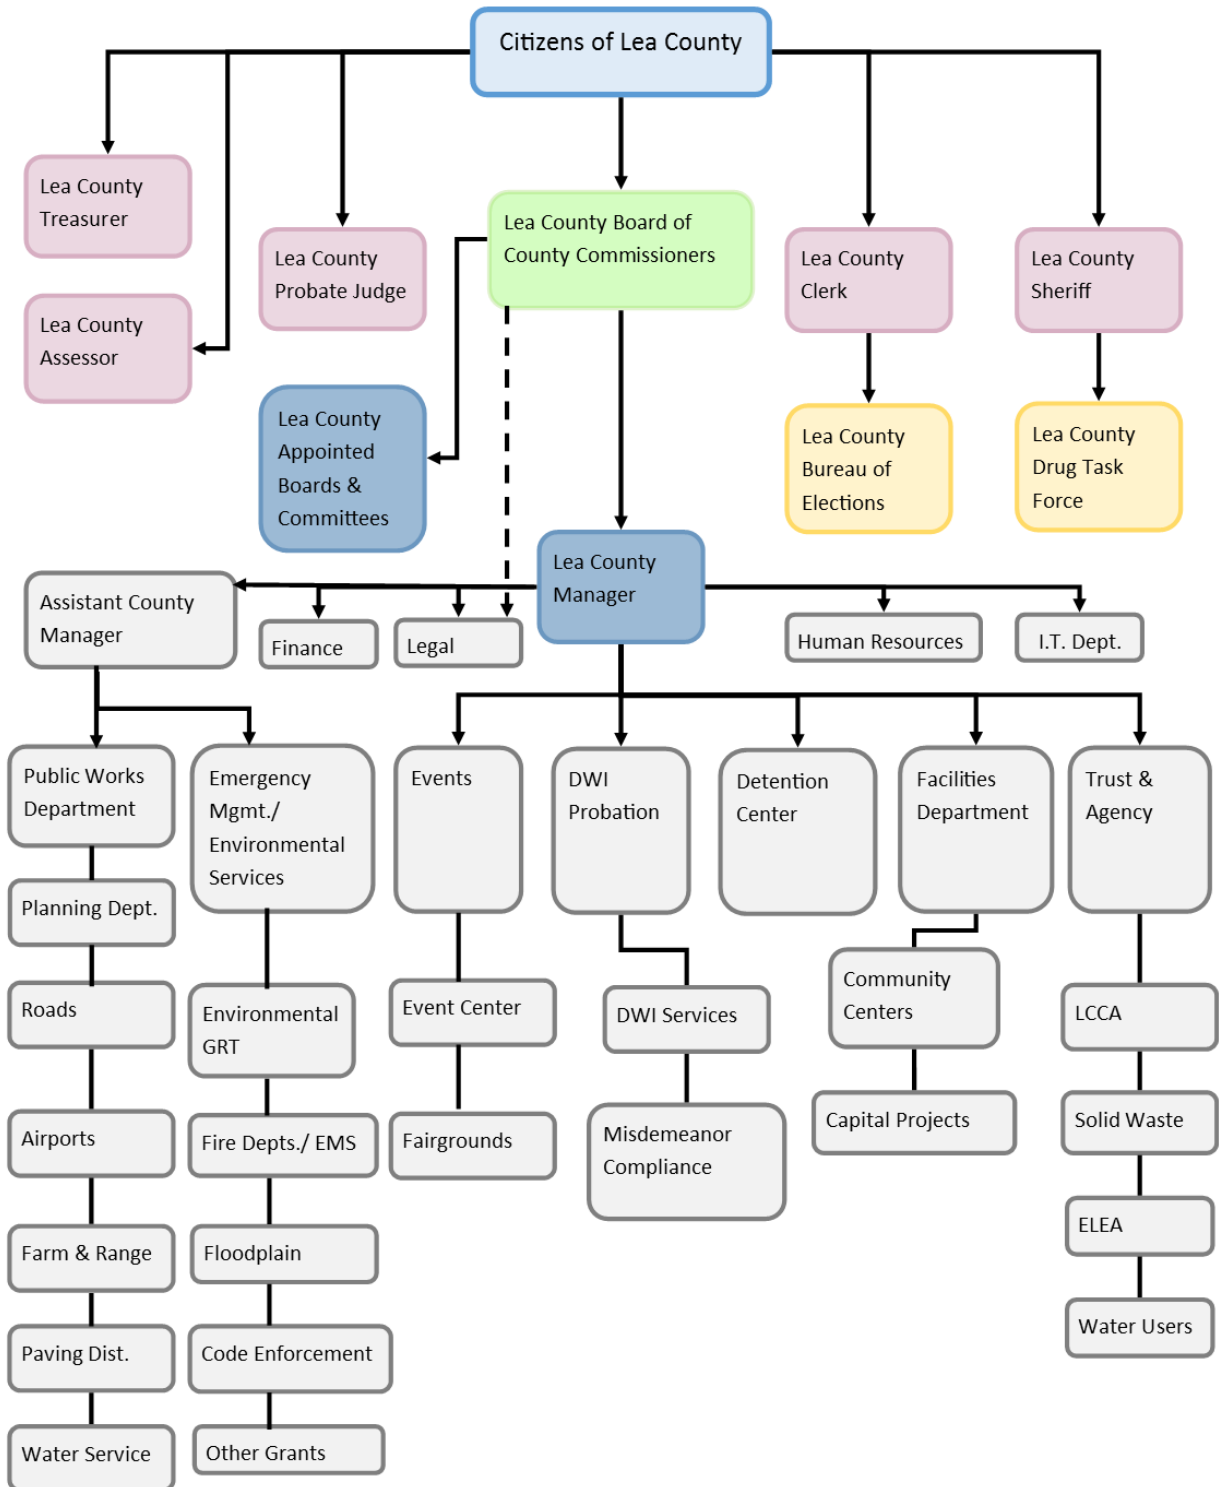 Citizens of Lea County
Lea County
Treasurer
Lea County
Assessor
Lea County
Probate Judge
Lea County Board of
County Commissioners
Lea County
Clerk
Lea County
Sheriff
Lea County
Appointed
Boards &
Committees
Lea County
Bureau of
Elections
Lea County
Drug Task
Force
Lea County
Manager
Assistant County
Manager
Finance
Legal
Human Resources
I.T. Dept.
Public Works
Department
Emergency
Mgmt./
Environmental
Services
Events
DWI
Probation
Detention
Center
Facilities
Department
Trust &
Agency
Planning Dept.
Roads
Airports
Farm & Range
Paving Dist.
Water Service
Environmental
GRT
Fire Depts./ EMS
Floodplain
Code Enforcement
Other Grants
Event Center
Fairgrounds
DWI Services
Misdemeanor
Compliance
Community
Centers
Capital Projects
LCCA
Solid Waste
ELEA
Water Users